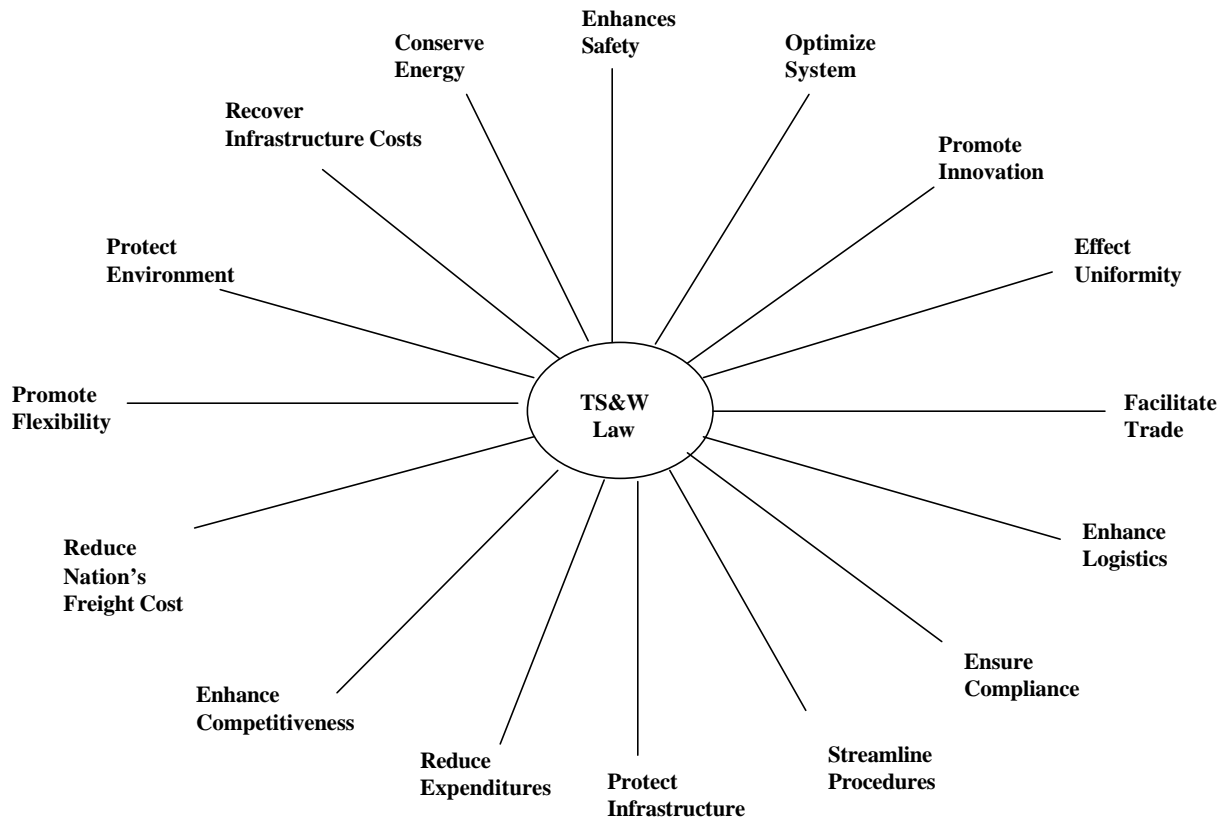 Enhances
Safety
Optimize
System
Promote
Innovation
Effect
Uniformity
Facilitate
Trade
Enhance
Logistics
Ensure
Compliance
Streamline
Procedures
Protect
Infrastructure
Reduce
Expenditures
Enhance
Competitiveness
Reduce
Nation’s
Freight Cost
Promote
Flexibility
Protect
Environment
Recover
Infrastructure Costs
Conserve
Energy
TS&W
Law